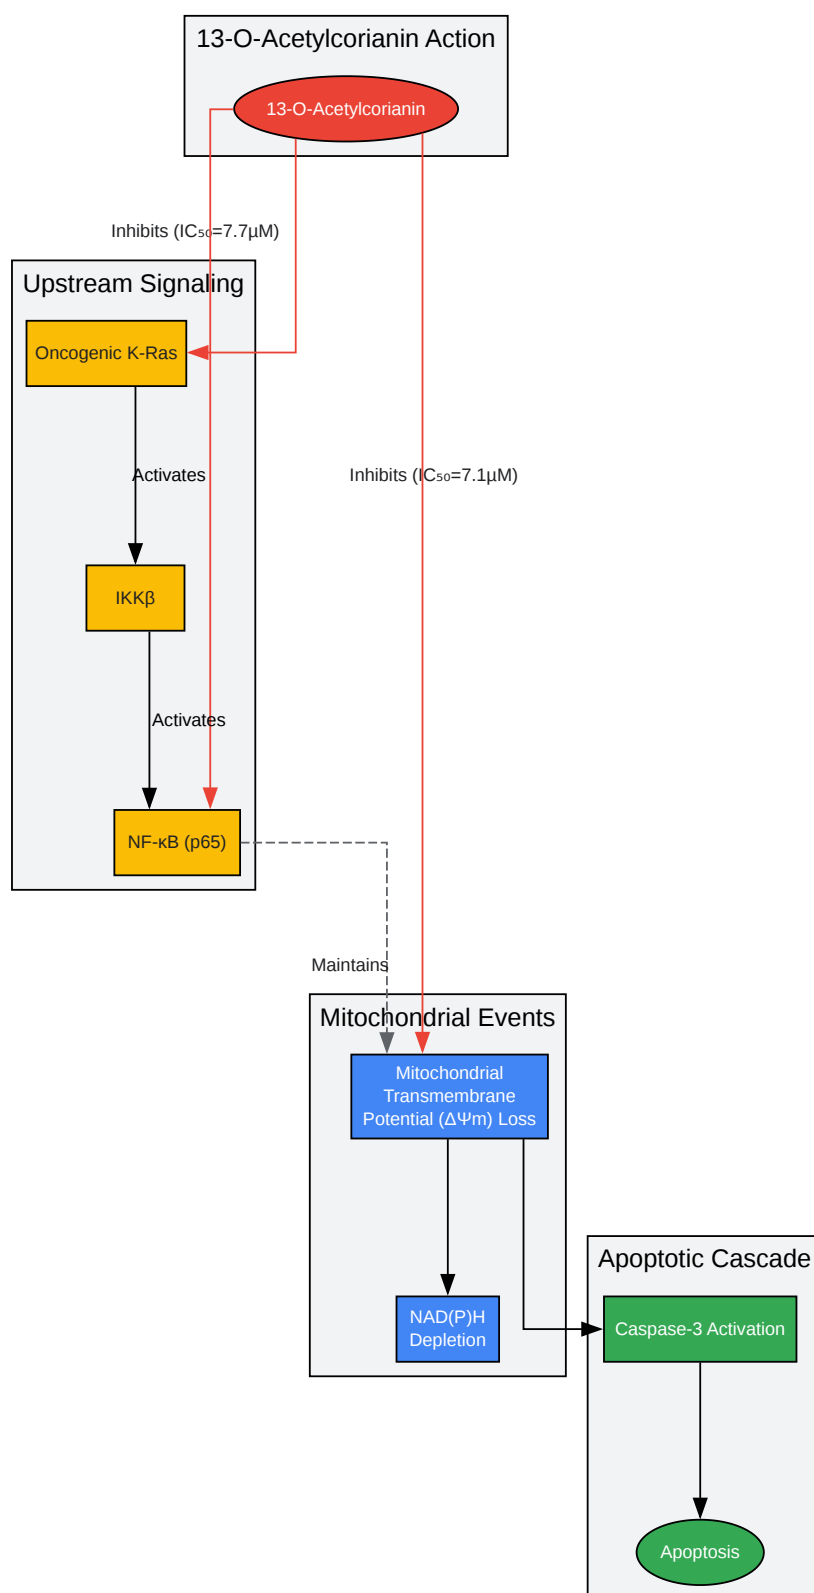 13-O-Acetylcorianin Action
13-O-Acetylcorianin
Inhibits (IC₅₀=7.7µM)
Upstream Signaling
Oncogenic K-Ras
Activates
Inhibits (IC₅₀=7.1µM)
IKKβ
Activates
NF-κB (p65)
Maintains
Mitochondrial Events
Mitochondrial
Transmembrane
Potential (ΔΨm) Loss
Apoptotic Cascade
NAD(P)H
Depletion
Caspase-3 Activation
Apoptosis